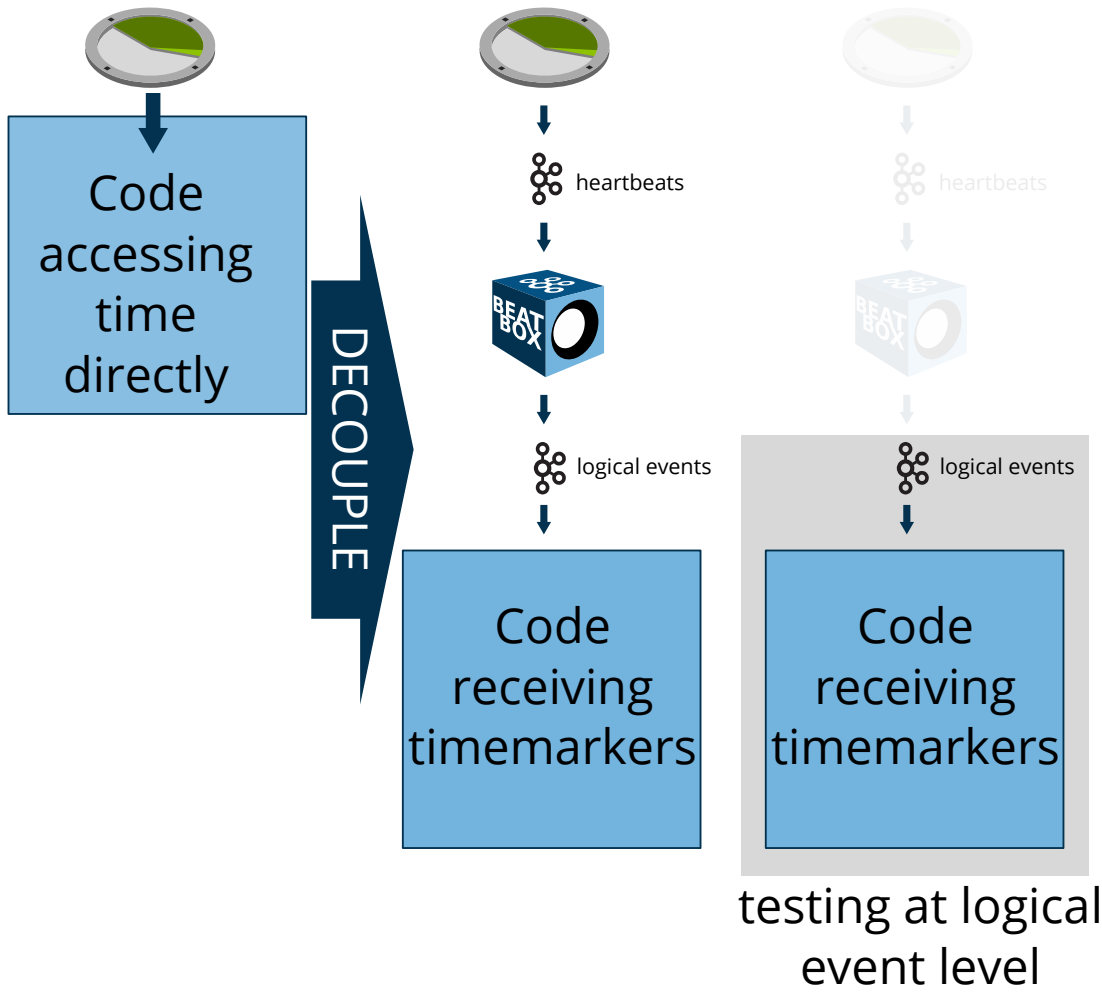 Code
accessing
time
directly
DECOUPLE
heartbeats
BEAT
BOX
logical events
Code
receiving
timemarkers
heartbeats
BEAT
BOX
logical events
Code
receiving
timemarkers
testing at logical
event level